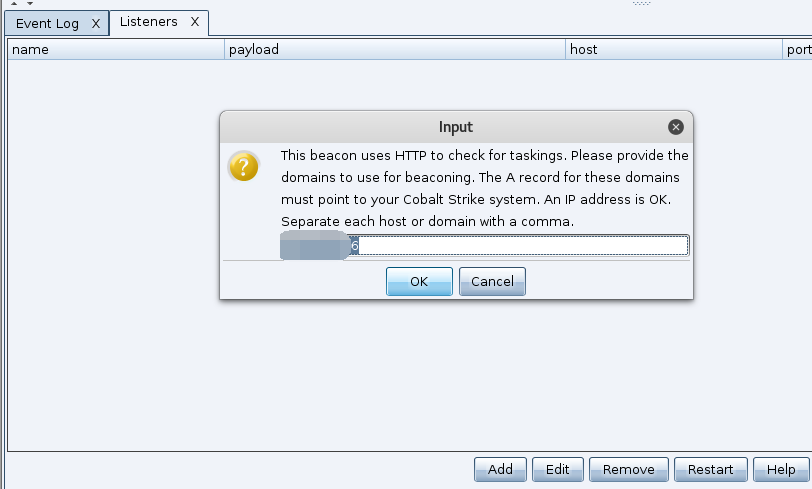 Event Log X Listeners X
name payload host port
Input
This beacon uses HTTP to check for taskings. Please provide the
domains to use for beaconing. The A record for these domains
must point to your Cobalt Strike system. An IP address is OK.
Separate each host or domain with a comma.
6
OK Cancel
Add Edit Remove Restart Help